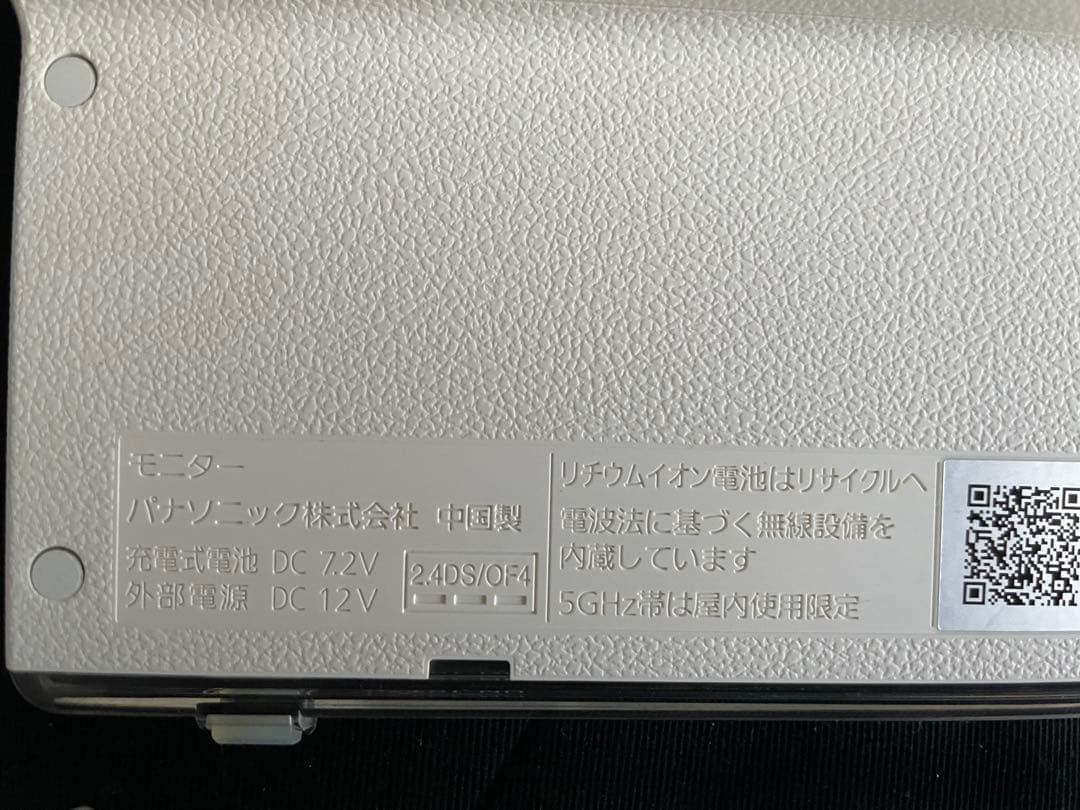 モニター
パナソニック株式会社 中国製
充電式電池 DC 7.2V
外部電源 DC 12V
2.4DS/OF4
リチウムイオン電池はリサイクルへ
電波法に基づく無線設備を
内蔵しています
5GHz帯は屋内使用限定